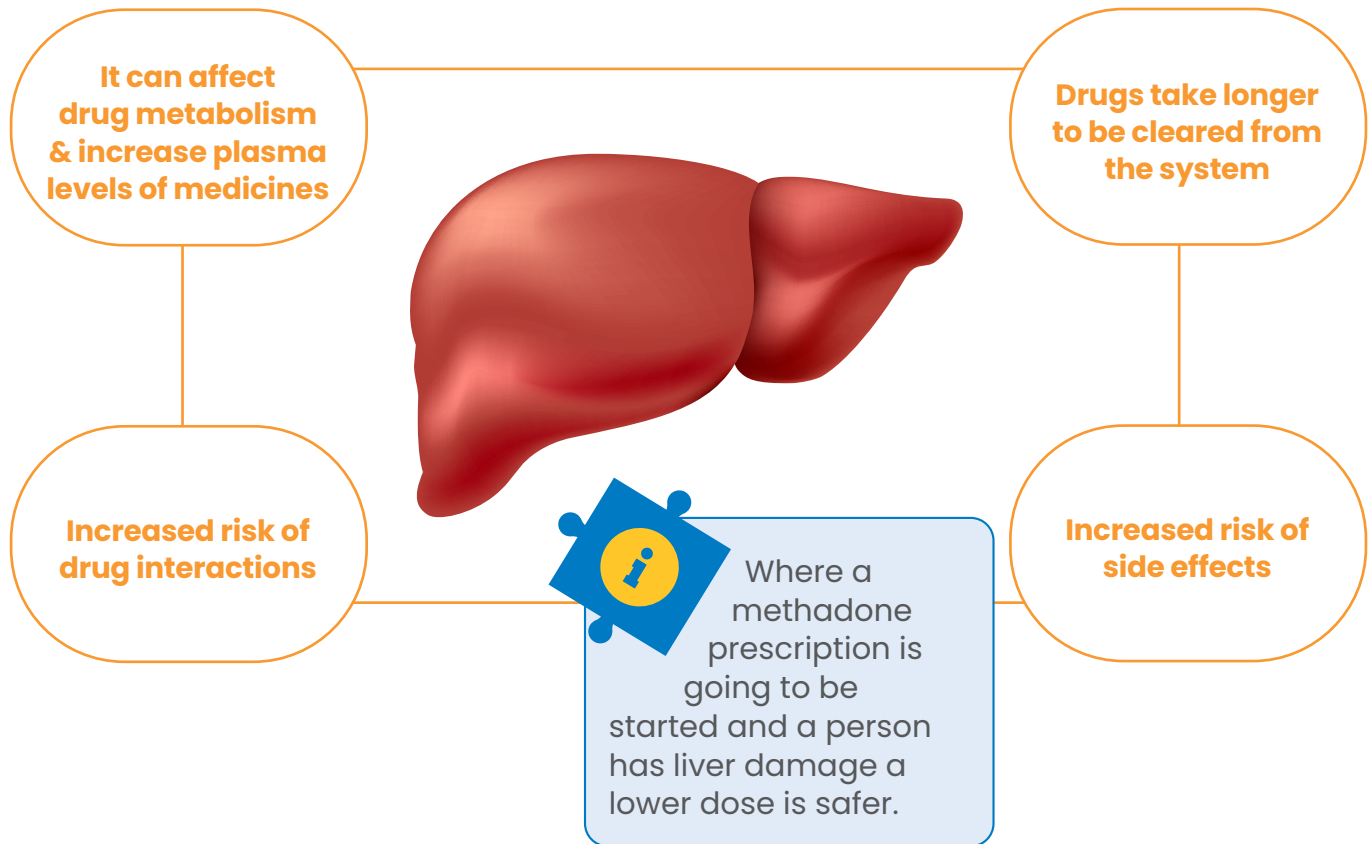 It can affect
drug metabolism
& increase plasma
levels of medicines
Drugs take longer
to be cleared from
the system
Increased risk of
drug interactions
Increased risk of
side effects
i
Where a
methadone
prescription is
going to be
started and a person
has liver damage a
lower dose is safer.